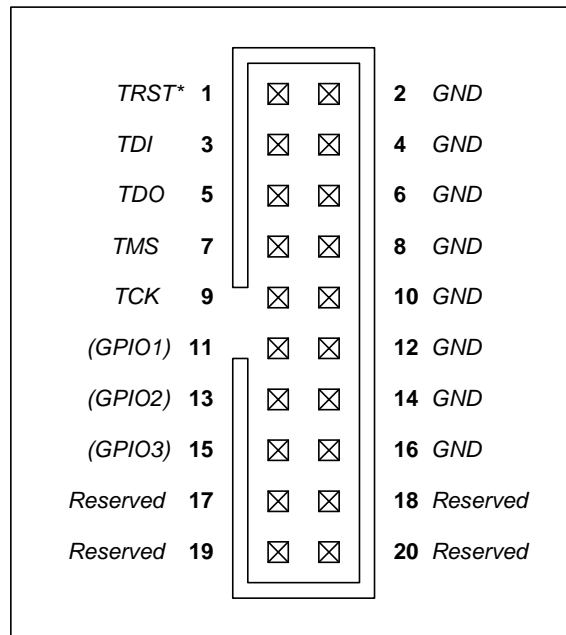 TRST* 1 2 GND
TDI 3 4 GND
TDO 5 6 GND
TMS 7 8 GND
TCK 9 10 GND
(GPIO1) 11 12 GND
(GPIO2) 13 14 GND
(GPIO3) 15 16 GND
Reserved 17 18 Reserved
Reserved 19 20 Reserved